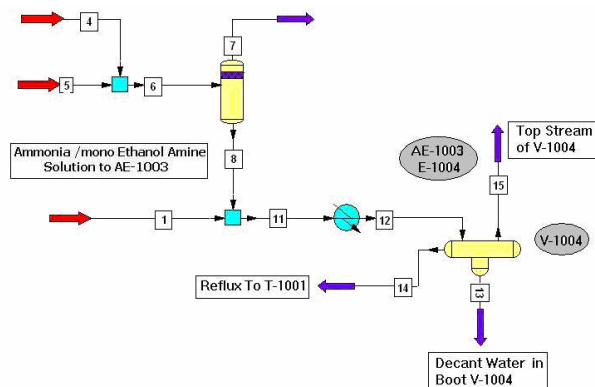 4
7
5
6
Ammonia /mono Ethanol Amine
Solution to AE-1003
8
AE-1003
E-1004
Top Stream
of V-1004
15
1
11
12
V-1004
Reflux To T-1001
14
13
Decant Water in
Boot V-1004